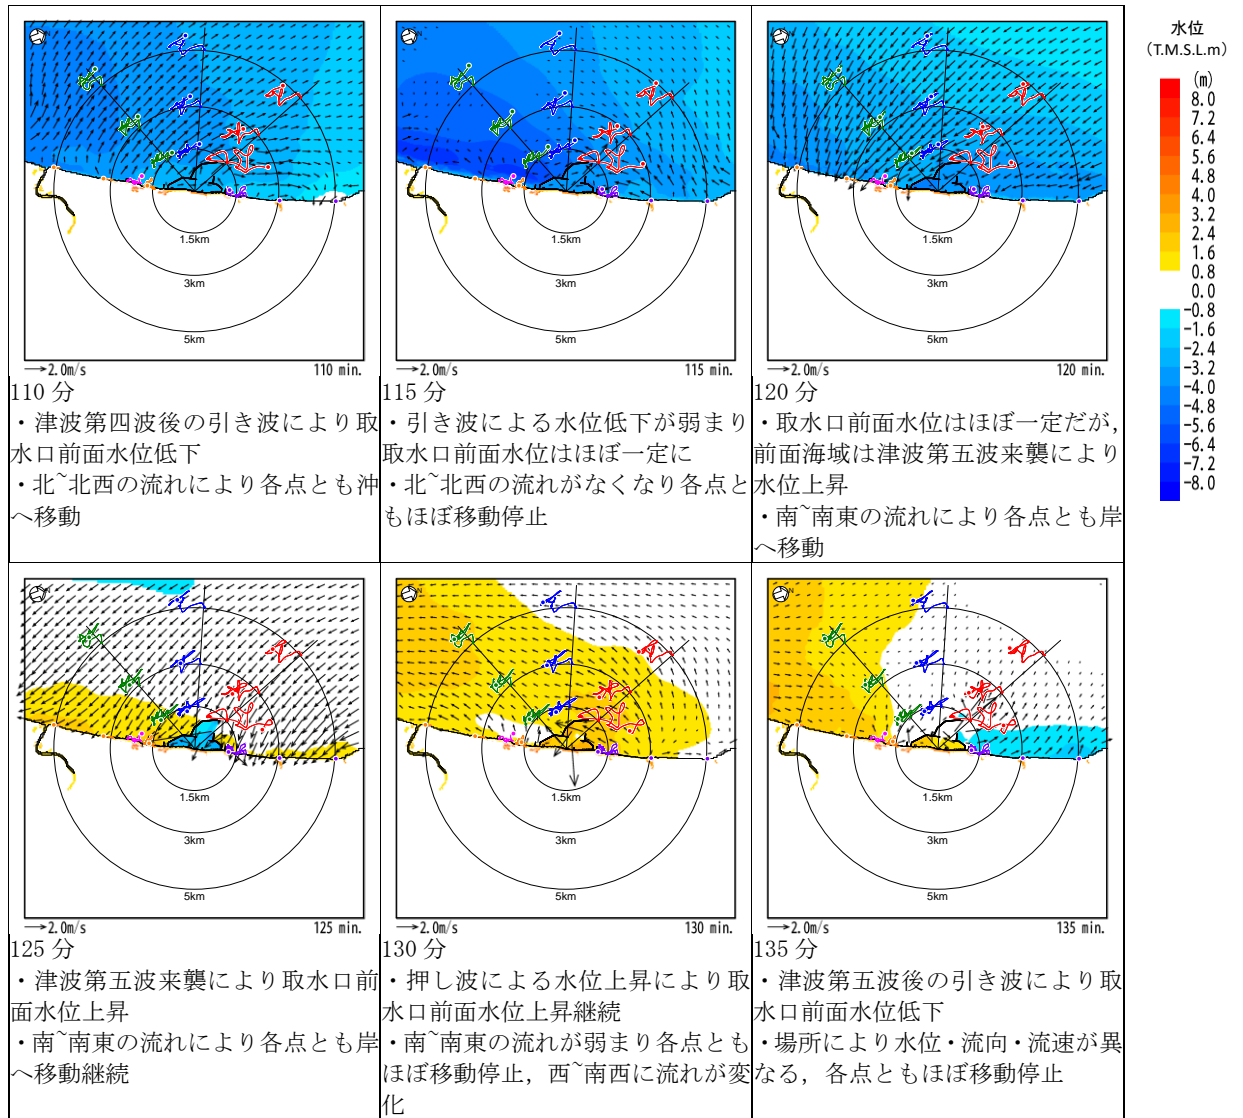 水位
(T.M.S.L.m)
(m)
8.0
7.2
6.4
5.6
4.8
4.0
3.2
2.4
1.6
0.8
0.0
-0.8
-1.6
-2.4
-3.2
-4.0
-4.8
-5.6
-6.4
-7.2
-8.0
N
1.5km
3km
5km
→2.0m/s 110 min.
110 分
・津波第四波後の引き波により取
水口前面水位低下
・北~北西の流れにより各点とも沖
へ移動
N
1.5km
3km
5km
→2.0m/s 115 min.
115 分
・引き波による水位低下が弱まり
取水口前面水位はほぼ一定に
・北~北西の流れがなくなり各点と
もほぼ移動停止
N
1.5km
3km
5km
→2.0m/s 120 min.
120 分
・取水口前面水位はほぼ一定だが，
前面海域は津波第五波来襲により
水位上昇
・南~南東の流れにより各点とも岸
へ移動
N
1.5km
3km
5km
→2.0m/s 125 min.
125 分
・津波第五波来襲により取水口前
面水位上昇
・南~南東の流れにより各点とも岸
へ移動継続
N
1.5km
3km
5km
→2.0m/s 130 min.
130 分
・押し波による水位上昇により取
水口前面水位上昇継続
・南~南東の流れが弱まり各点とも
ほぼ移動停止，西~南西に流れが変
化
N
1.5km
3km
5km
→2.0m/s 135 min.
135 分
・津波第五波後の引き波により取
水口前面水位低下
・場所により水位・流向・流速が異
なる，各点ともほぼ移動停止